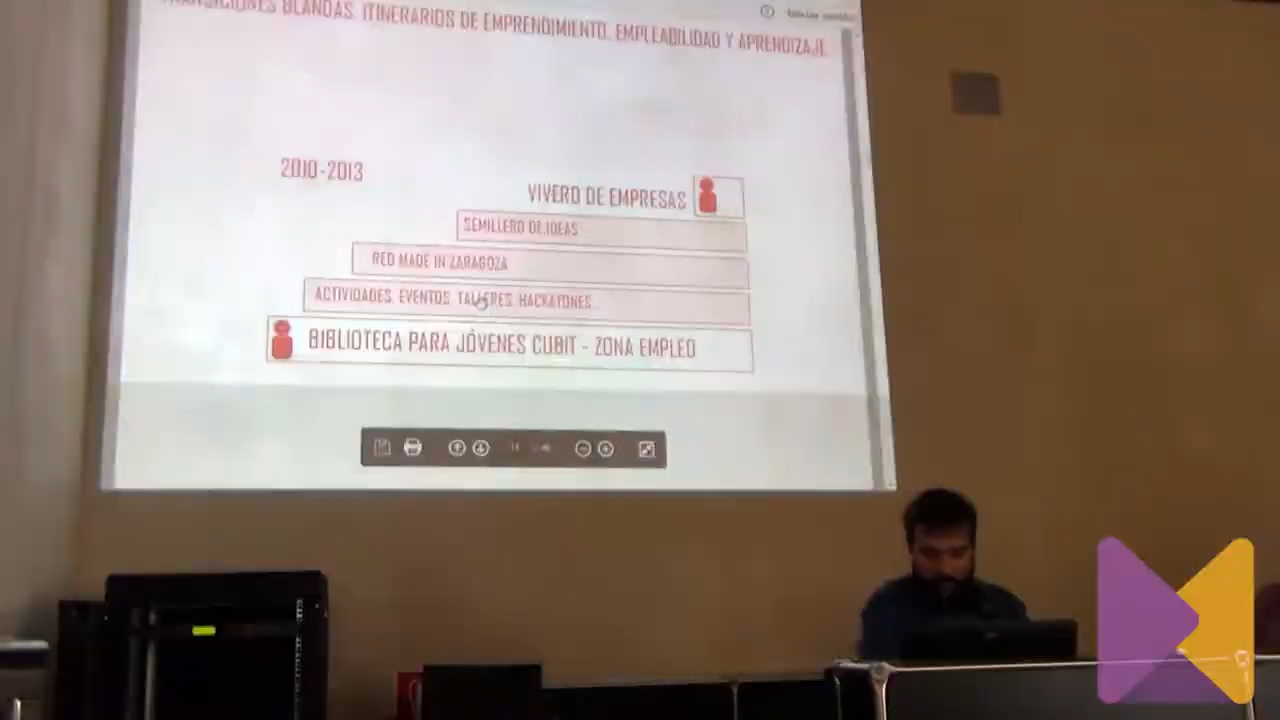 TRANSICIONES BLANDAS. ITINERARIOS DE EMPRENDIMIENTO, EMPLEABILIDAD Y APRENDIZAJE
2010-2013
VIVERO DE EMPRESAS
SEMILLERO DE IDEAS
RED MADE IN ZARAGOZA
ACTIVIDADES, EVENTOS, TALLERES, HACKATONES...
BIBLIOTECA PARA JÓVENES CUBIT - ZONA EMPLEO